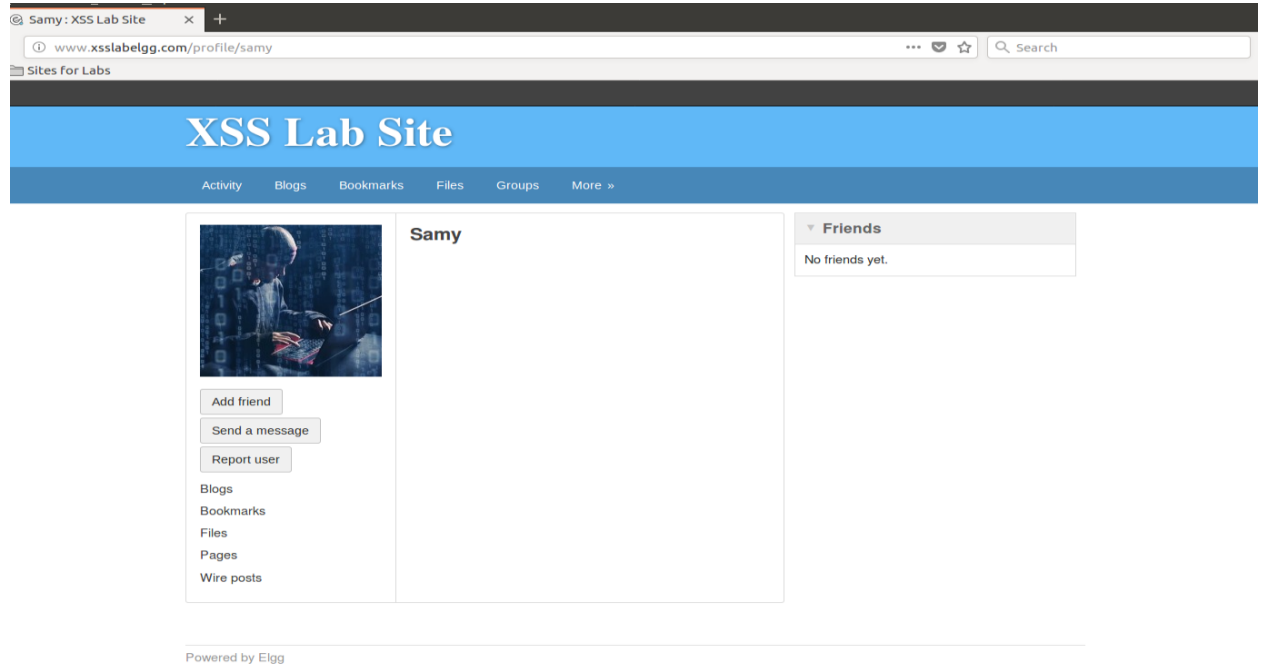 Samy : XSS Lab Site
www.xsslabelgg.com/profile/samy
Search
Sites for Labs
XSS Lab Site
Activity Blogs Bookmarks Files Groups More »
Samy
Friends
No friends yet.
Add friend
Send a message
Report user
Blogs
Bookmarks
Files
Pages
Wire posts
Powered by Elgg